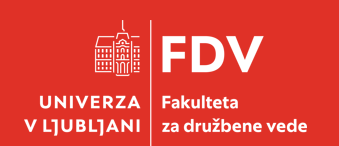 FDV
UNIVERZA
V LJUBLJANI
Fakulteta
za družbene vede